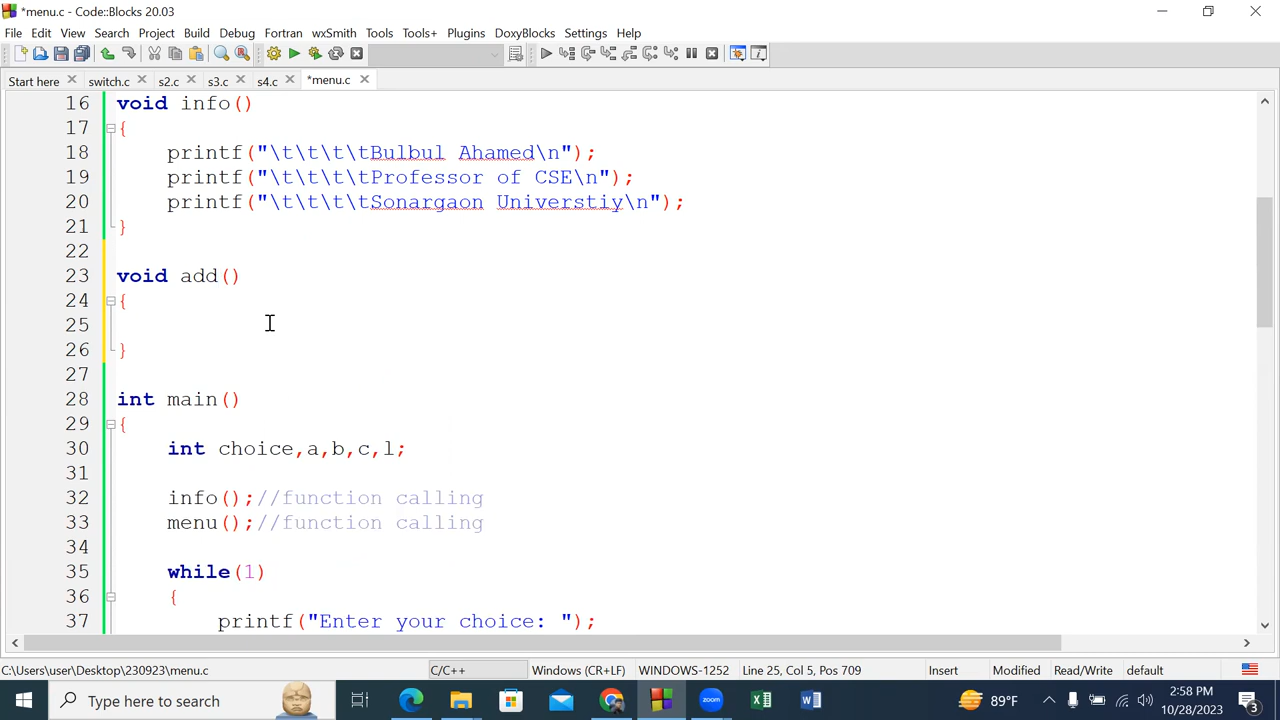 *menu.c - Code::Blocks 20.03
File Edit View Search Project Build Debug Fortran wxSmith Tools Tools+ Plugins DoxyBlocks Settings Help
Start here switch.c s2.c s3.c s4.c *menu.c
16 void info()
17 {
18 printf("\t\t\t\tBulbul Ahamed\n");
19 printf("\t\t\t\tProfessor of CSE\n");
20 printf("\t\t\t\tSonargaon Universtiy\n");
21 }
22
23 void add()
24 {
25
26 }
27
28 int main()
29 {
30 int choice,a,b,c,l;
31
32 info();//function calling
33 menu();//function calling
34
35 while(1)
36 {
37 printf("Enter your choice: ");
C:\Users\user\Desktop\230923\menu.c C/C++ Windows (CR+LF) WINDOWS-1252 Line 25, Col 5, Pos 709 Insert Modified Read/Write default
Type here to search 89°F 2:58 PM
10/28/2023 3